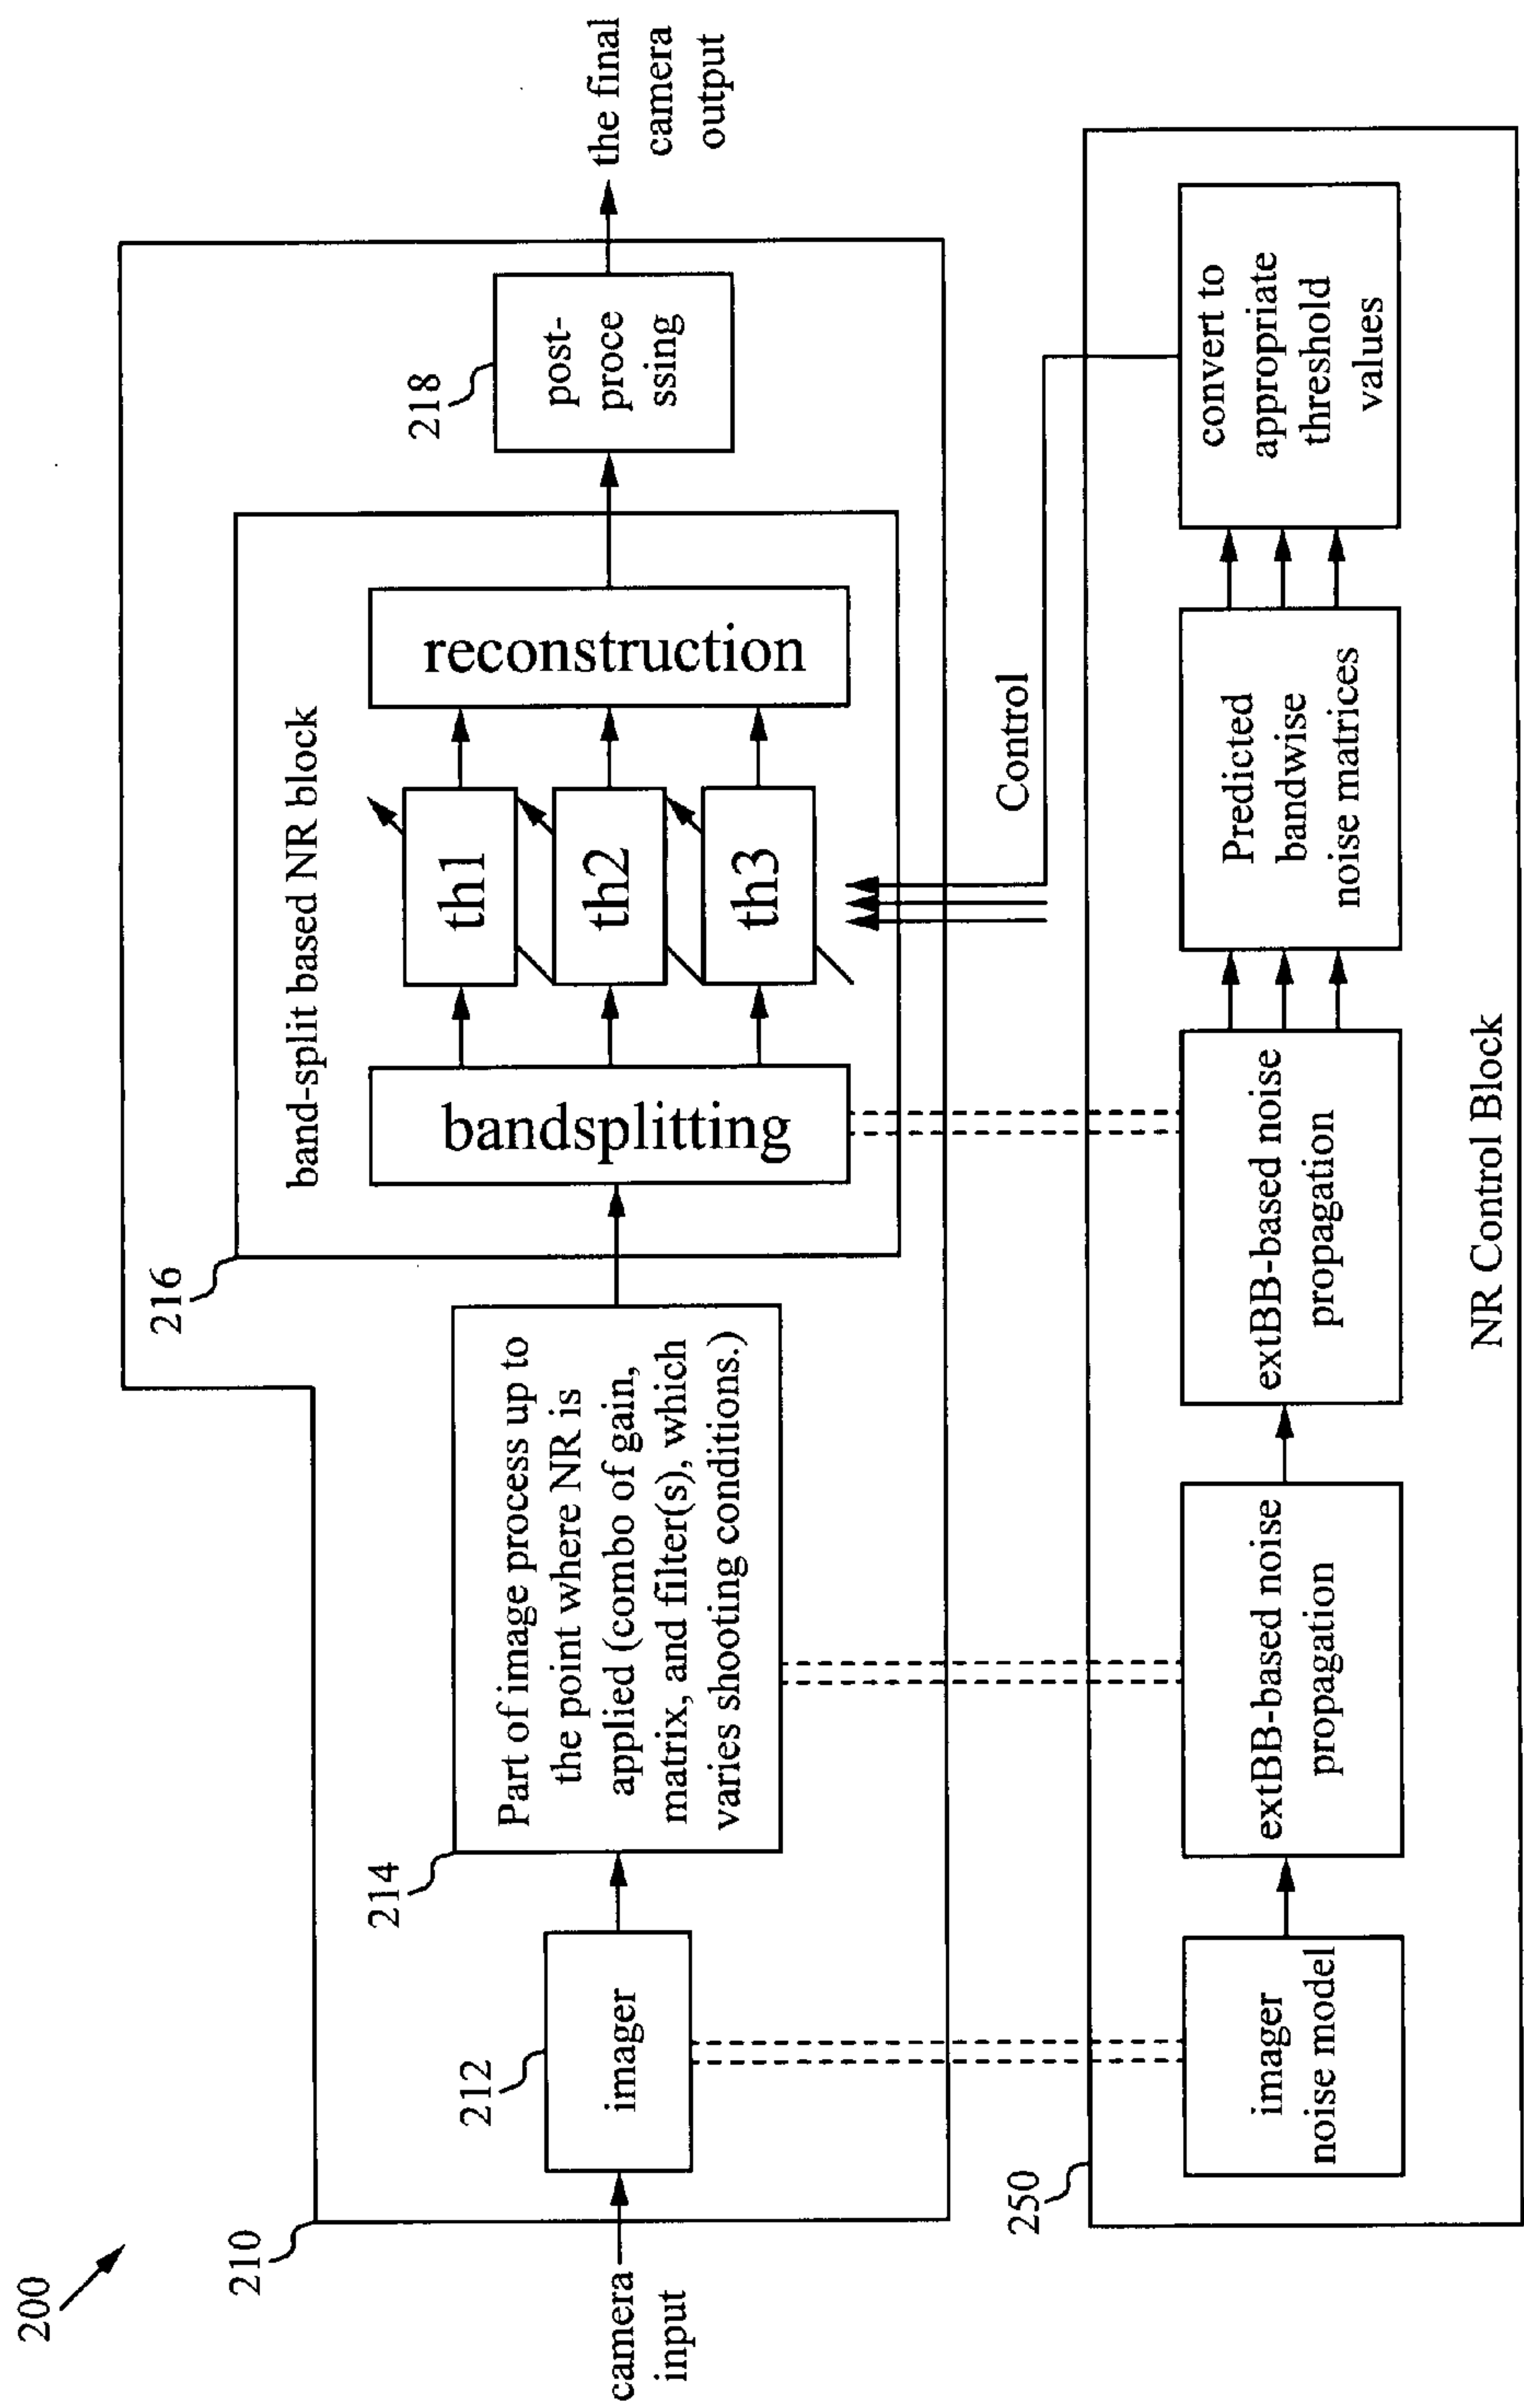 200
210
camera
input
212
imager
214
Part of image process up to
the point where NR is
applied (combo of gain,
matrix, and filter(s), which
varies shooting conditions.)
216
band-split based NR block
bandsplitting
th1
th2
th3
reconstruction
218
post-
proce
ssing
the final
camera
output
Control
250
imager
noise model
extBB-based noise
propagation
extBB-based noise
propagation
Predicted
bandwise
noise matrices
convert to
appropriate
threshold
values
NR Control Block